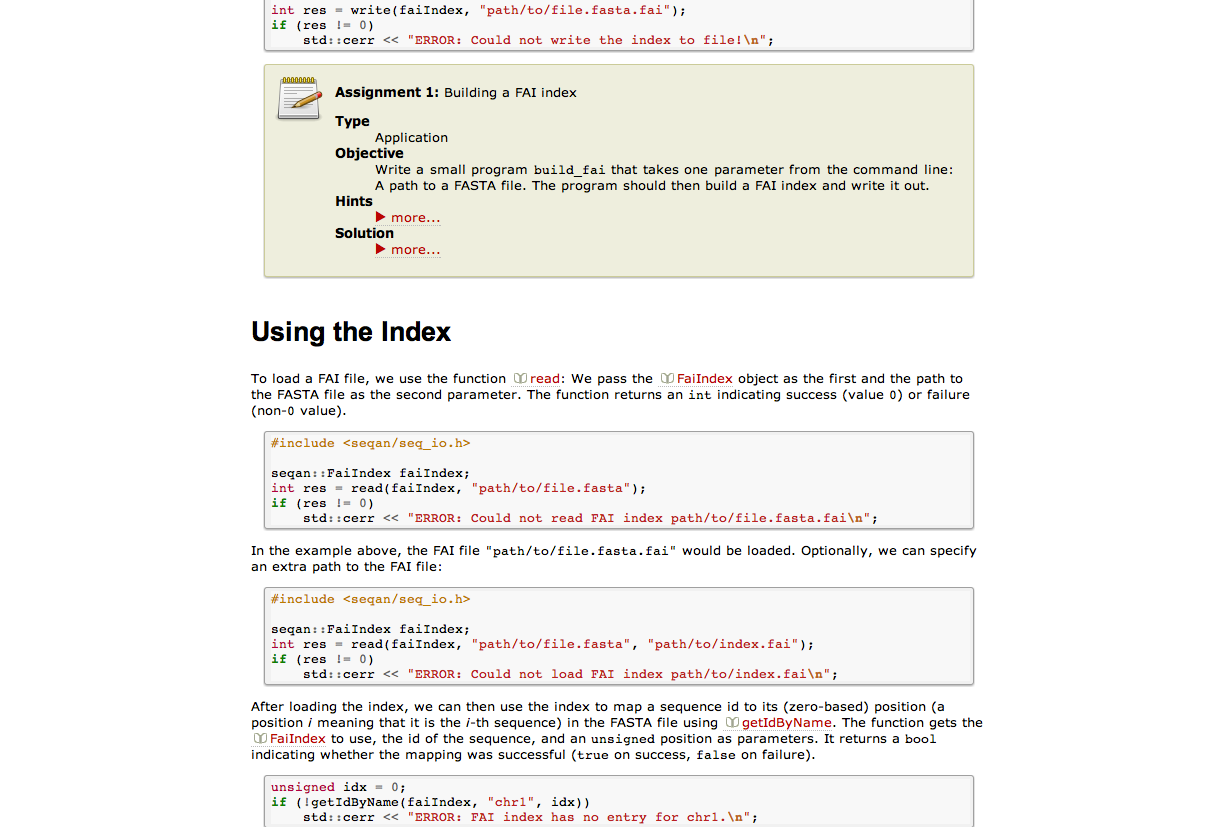 int res = write(faiIndex, "path/to/file.fasta.fai");
if (res != 0)
    std::cerr << "ERROR: Could not write the index to file!\n";
Assignment 1: Building a FAI index
Type
Application
Objective
Write a small program build_fai that takes one parameter from the command line:
A path to a FASTA file. The program should then build a FAI index and write it out.
Hints
more...
Solution
more...
Using the Index
To load a FAI file, we use the function read: We pass the FaiIndex object as the first and the path to
the FASTA file as the second parameter. The function returns an int indicating success (value 0) or failure
(non-0 value).
#include <seqan/seq_io.h>
seqan::FaiIndex faiIndex;
int res = read(faiIndex, "path/to/file.fasta");
if (res != 0)
    std::cerr << "ERROR: Could not read FAI index path/to/file.fasta.fai\n";
In the example above, the FAI file "path/to/file.fasta.fai" would be loaded. Optionally, we can specify
an extra path to the FAI file:
#include <seqan/seq_io.h>
seqan::FaiIndex faiIndex;
int res = read(faiIndex, "path/to/file.fasta", "path/to/index.fai");
if (res != 0)
    std::cerr << "ERROR: Could not load FAI index path/to/index.fai\n";
After loading the index, we can then use the index to map a sequence id to its (zero-based) position (a
position i meaning that it is the i-th sequence) in the FASTA file using getIdByName. The function gets the
FaiIndex to use, the id of the sequence, and an unsigned position as parameters. It returns a bool
indicating whether the mapping was successful (true on success, false on failure).
unsigned idx = 0;
if (!getIdByName(faiIndex, "chr1", idx))
    std::cerr << "ERROR: FAI index has no entry for chr1.\n";